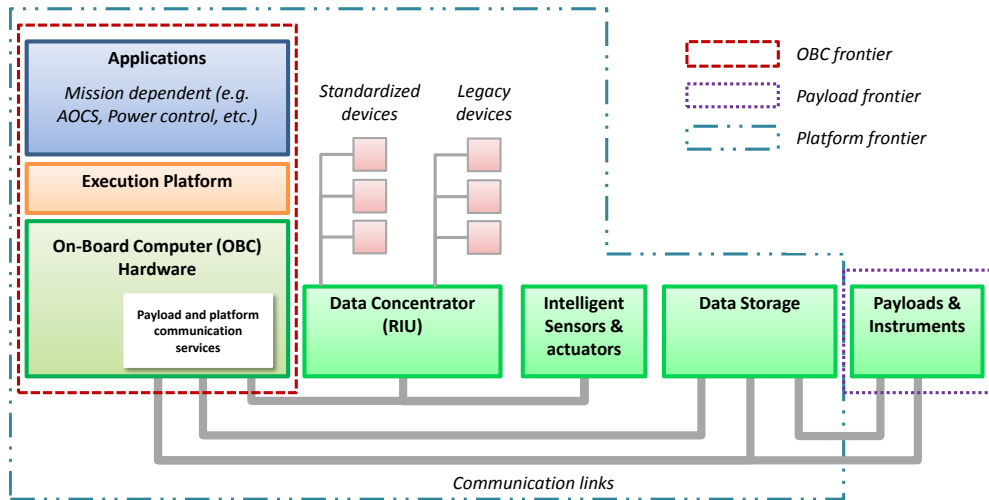 Applications
Mission dependent (e.g.
AOCS, Power control, etc.)
Execution Platform
On-Board Computer (OBC)
Hardware
Payload and platform
communication
services
Standardized
devices
Legacy
devices
OBC frontier
Payload frontier
Platform frontier
Data Concentrator
(RIU)
Intelligent
Sensors &
actuators
Data Storage
Payloads &
Instruments
Communication links